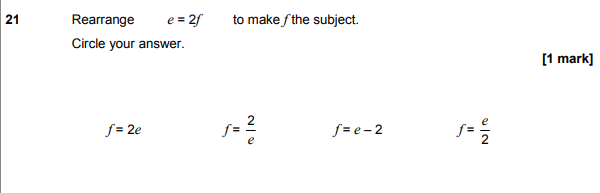 21 Rearrange e = 2f to make f the subject.
Circle your answer.
[1 mark]
f = 2e f = 2/e f = e – 2 f = e/2